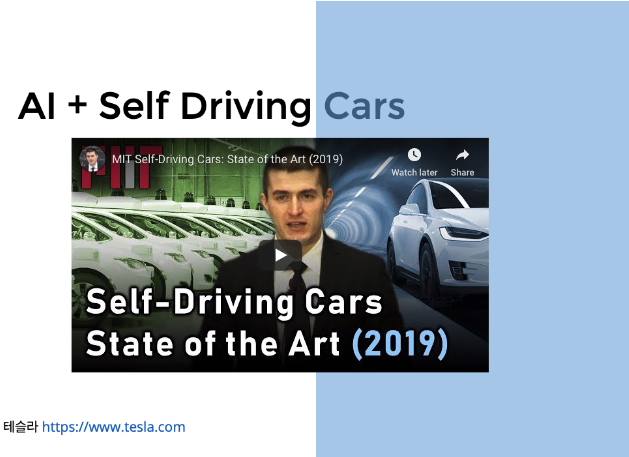 AI + Self Driving Cars
MIT Self-Driving Cars: State of the Art (2019)
Watch later
Share
MIT
Self-Driving Cars
State of the Art (2019)
테슬라 https://www.tesla.com